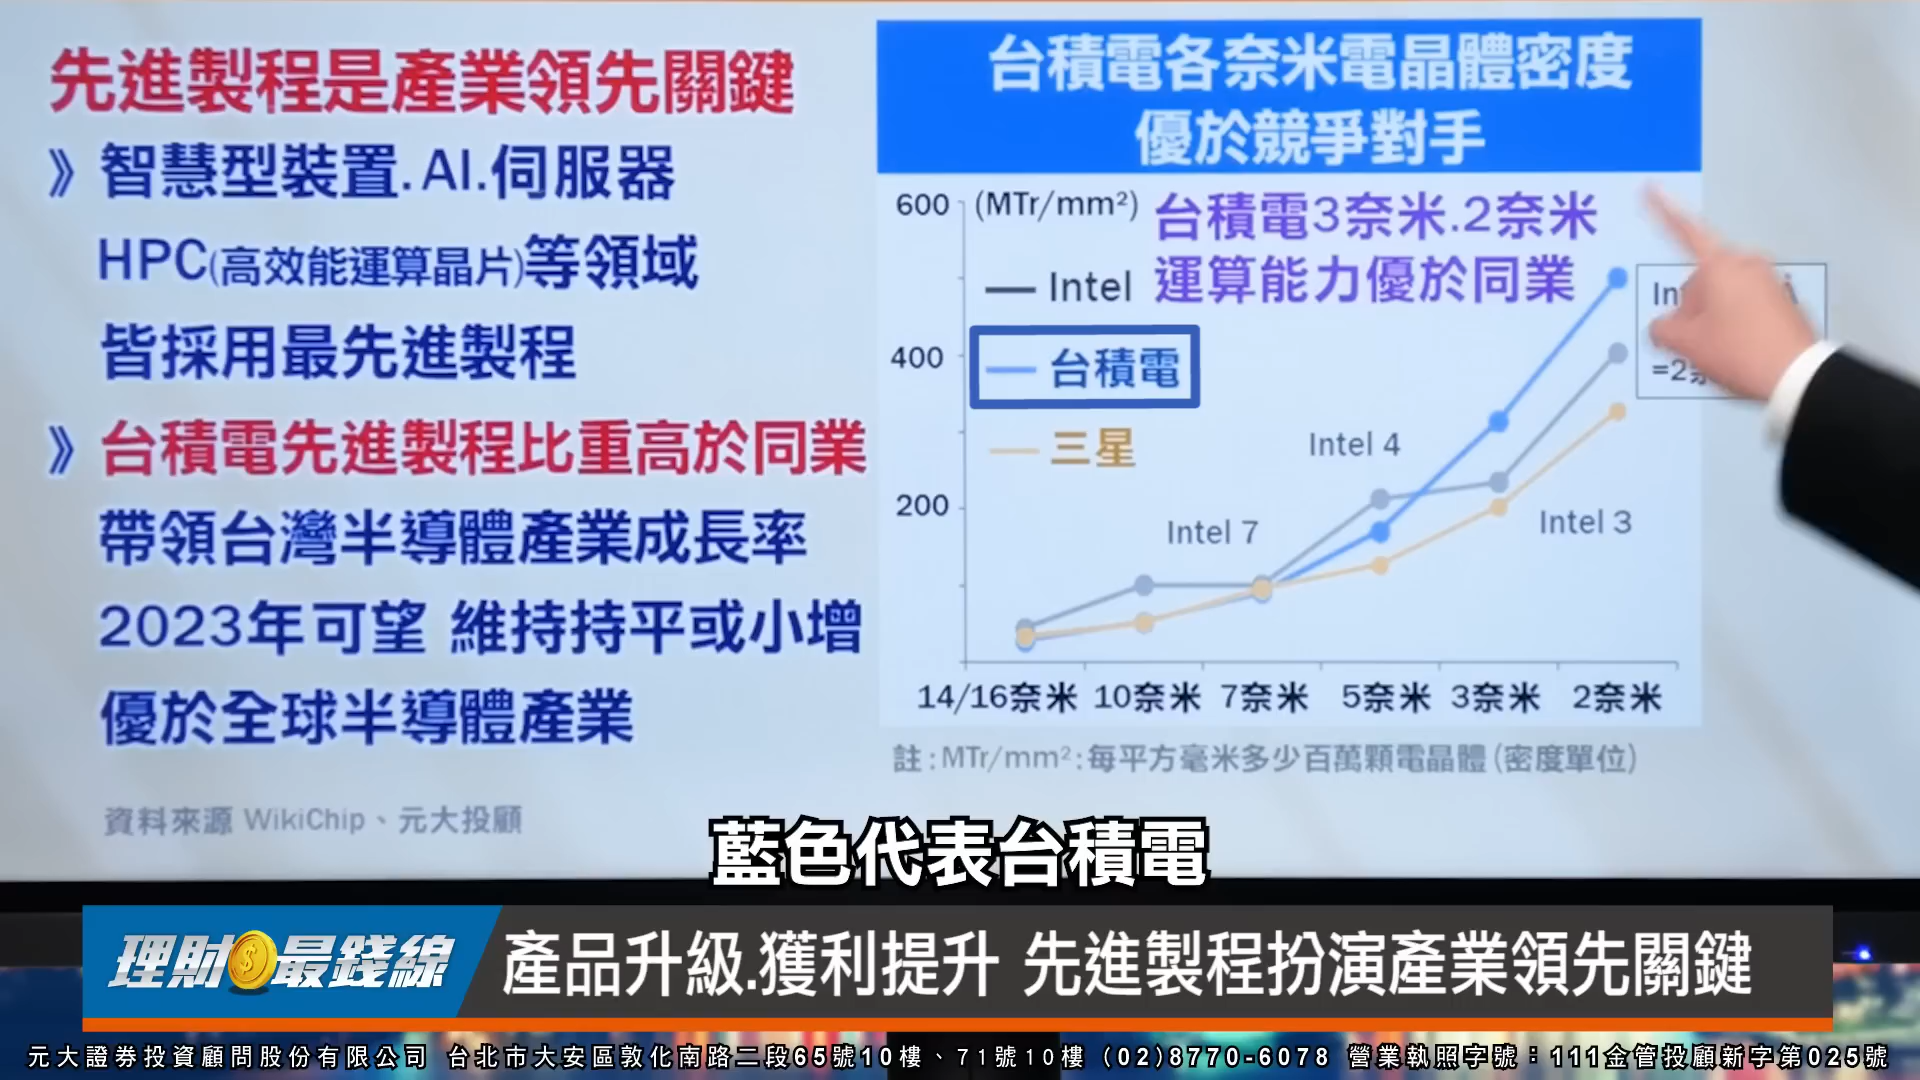 先進製程是產業領先關鍵
》智慧型裝置.AI.伺服器
HPC(高效能運算晶片)等領域
皆採用最先進製程
》台積電先進製程比重高於同業
帶領台灣半導體產業成長率
2023年可望 維持持平或小增
優於全球半導體產業
資料來源 WikiChip、元大投顧
台積電各奈米電晶體密度
優於競爭對手
600 (MTr/mm²)
台積電3奈米.2奈米
運算能力優於同業
Intel
400
台積電
三星
200
Intel 7
Intel 4
Intel 3
14/16奈米 10奈米 7奈米 5奈米 3奈米 2奈米
註:MTr/mm²:每平方毫米多少百萬顆電晶體(密度單位)
藍色代表台積電
理財最錢線
產品升級.獲利提升 先進製程扮演產業領先關鍵
元大證券投資顧問股份有限公司 台北市大安區敦化南路二段65號10樓、71號10樓 (02)8770-6078 營業執照字號：111金管投顧新字第025號